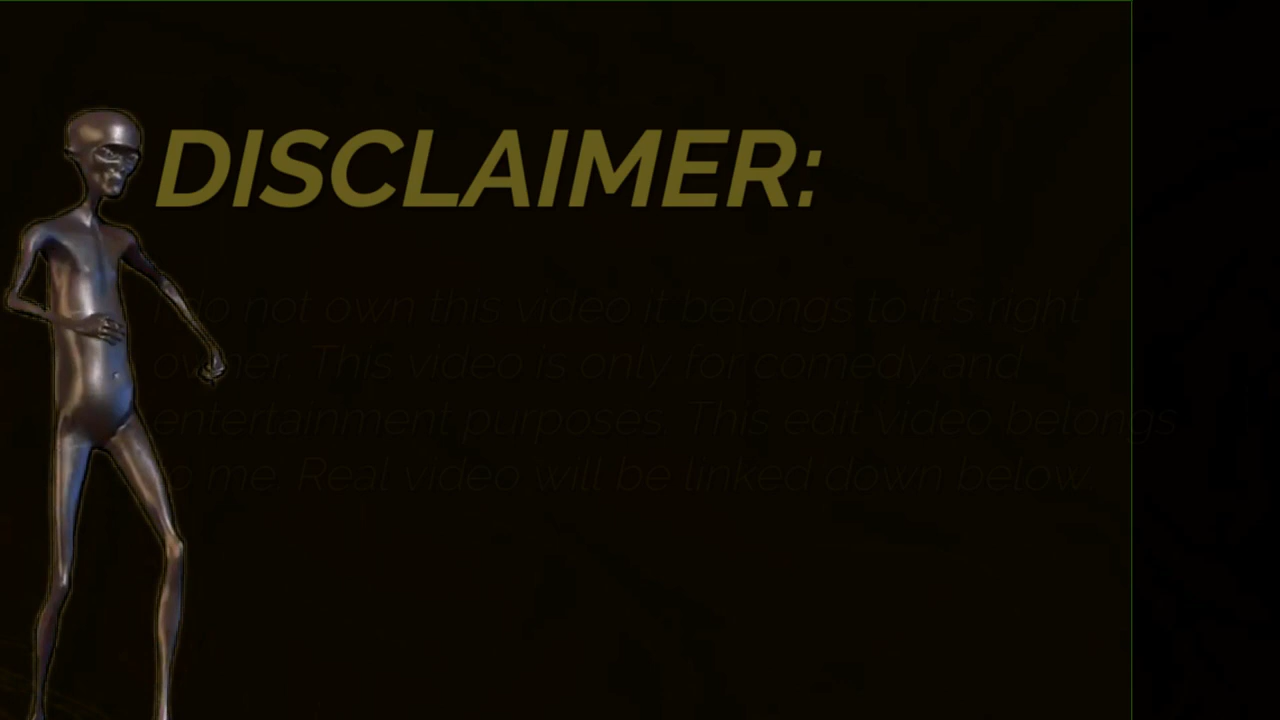 DISCLAIMER:
I do not own this video it belongs to it's right
owner. This video is only for comedy and
entertainment purposes. This edit video belongs
to me. Real video will be linked down below.